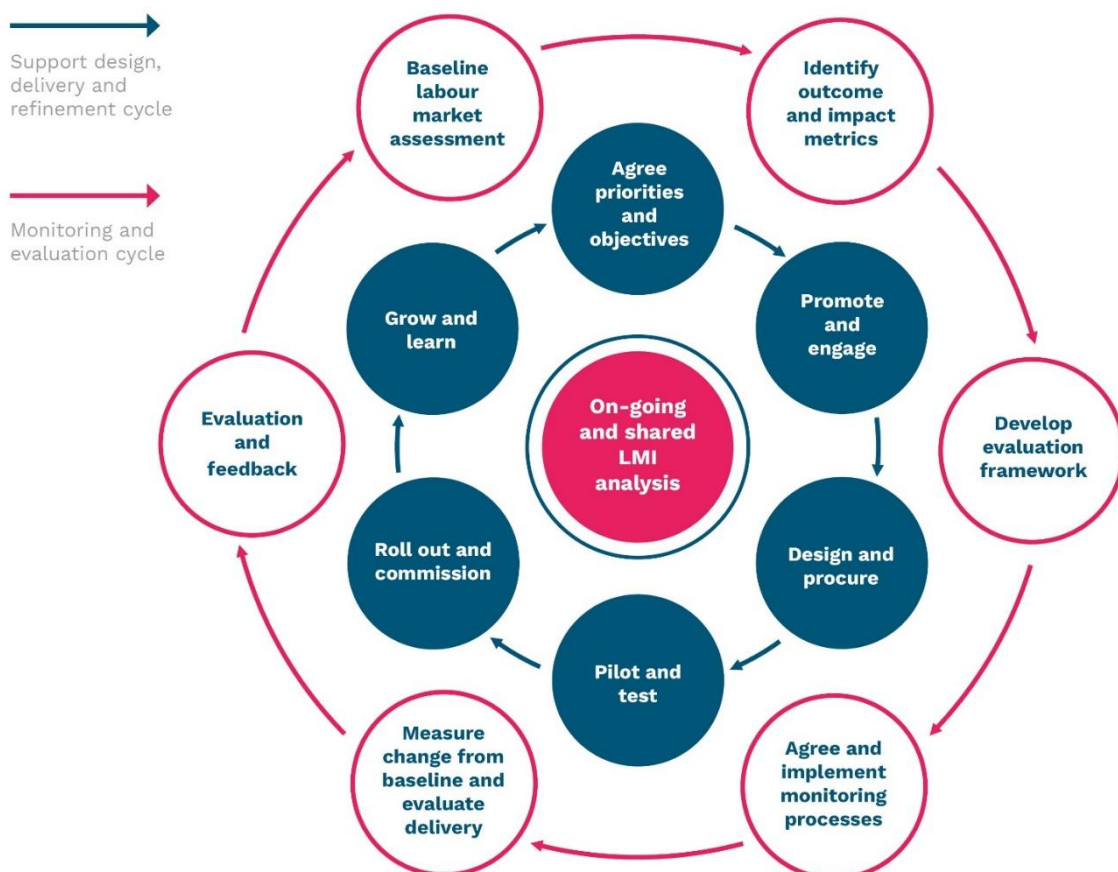 Support design,
delivery and
refinement cycle
Monitoring and
evaluation cycle
Baseline
labour
market
assessment
Identify
outcome
and impact
metrics
Agree
priorities
and
objectives
Grow and
learn
Promote
and
engage
On-going
and shared
LMI
analysis
Evaluation
and
feedback
Develop
evaluation
framework
Roll out and
commission
Design and
procure
Pilot and
test
Measure
change from
baseline and
evaluate
delivery
Agree and
implement
monitoring
processes